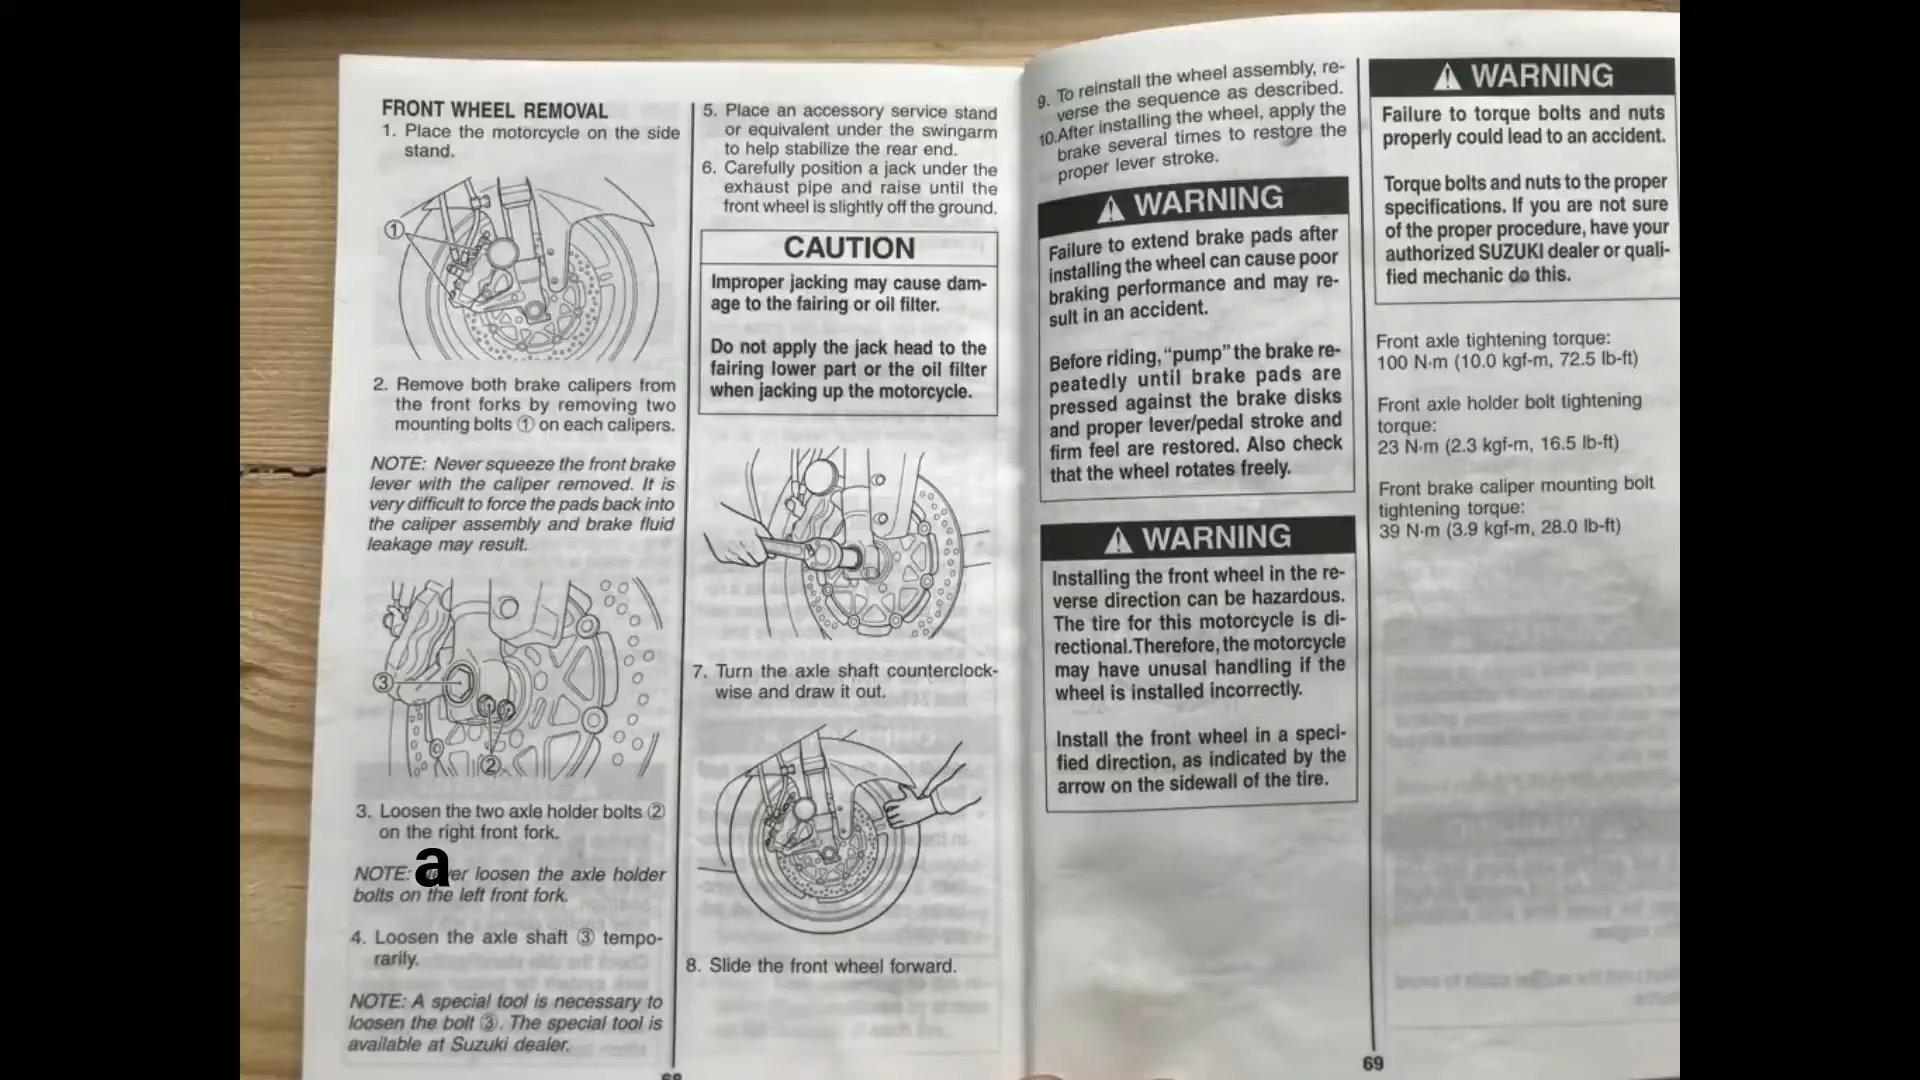 FRONT WHEEL REMOVAL
1. Place the motorcycle on the side
stand.
①
2. Remove both brake calipers from
the front forks by removing two
mounting bolts ① on each calipers.
NOTE: Never squeeze the front brake
lever with the caliper removed. It is
very difficult to force the pads back into
the caliper assembly and brake fluid
leakage may result.
③
②
3. Loosen the two axle holder bolts ②
on the right front fork.
a
NOTE: er loosen the axle holder
bolts on the left front fork.
4. Loosen the axle shaft ③ tempo-
rarily.
NOTE: A special tool is necessary to
loosen the bolt ③. The special tool is
available at Suzuki dealer.
5. Place an accessory service stand
or equivalent under the swingarm
to help stabilize the rear end.
6. Carefully position a jack under the
exhaust pipe and raise until the
front wheel is slightly off the ground.
CAUTION
Improper jacking may cause dam-
age to the fairing or oil filter.
Do not apply the jack head to the
fairing lower part or the oil filter
when jacking up the motorcycle.
7. Turn the axle shaft counterclock-
wise and draw it out.
8. Slide the front wheel forward.
9. To reinstall the wheel assembly, re-
verse the sequence as described.
10.After installing the wheel, apply the
brake several times to restore the
proper lever stroke.
WARNING
Failure to extend brake pads after
installing the wheel can cause poor
braking performance and may re-
sult in an accident.
Before riding, “pump” the brake re-
peatedly until brake pads are
pressed against the brake disks
and proper lever/pedal stroke and
firm feel are restored. Also check
that the wheel rotates freely.
WARNING
Installing the front wheel in the re-
verse direction can be hazardous.
The tire for this motorcycle is di-
rectional.Therefore, the motorcycle
may have unusal handling if the
wheel is installed incorrectly.
Install the front wheel in a speci-
fied direction, as indicated by the
arrow on the sidewall of the tire.
WARNING
Failure to torque bolts and nuts
properly could lead to an accident.
Torque bolts and nuts to the proper
specifications. If you are not sure
of the proper procedure, have your
authorized SUZUKI dealer or quali-
fied mechanic do this.
Front axle tightening torque:
100 N·m (10.0 kgf-m, 72.5 lb-ft)
Front axle holder bolt tightening
torque:
23 N·m (2.3 kgf-m, 16.5 lb-ft)
Front brake caliper mounting bolt
tightening torque:
39 N·m (3.9 kgf-m, 28.0 lb-ft)
69